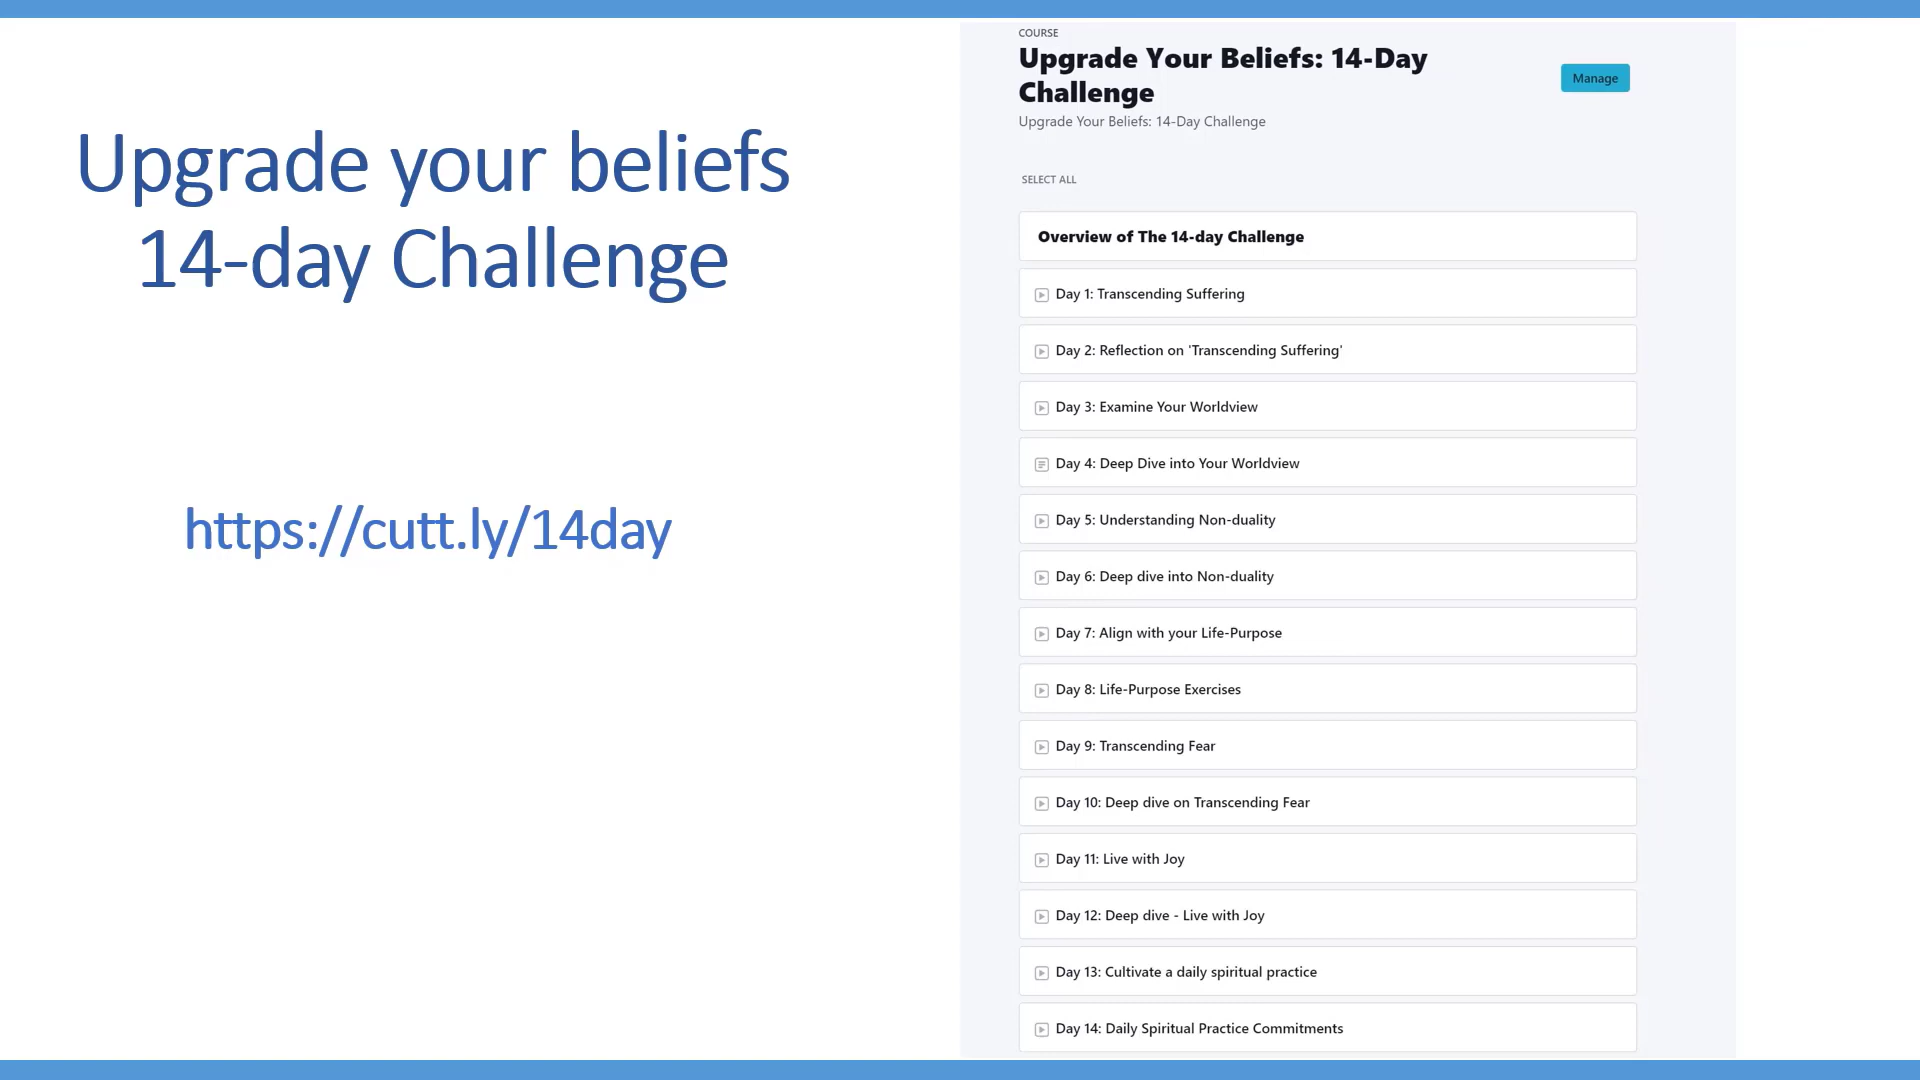 Upgrade your beliefs
14-day Challenge
https://cutt.ly/14day
COURSE
Upgrade Your Beliefs: 14-Day
Challenge
Manage
Upgrade Your Beliefs: 14-Day Challenge
SELECT ALL
Overview of The 14-day Challenge
Day 1: Transcending Suffering
Day 2: Reflection on 'Transcending Suffering'
Day 3: Examine Your Worldview
Day 4: Deep Dive into Your Worldview
Day 5: Understanding Non-duality
Day 6: Deep dive into Non-duality
Day 7: Align with your Life-Purpose
Day 8: Life-Purpose Exercises
Day 9: Transcending Fear
Day 10: Deep dive on Transcending Fear
Day 11: Live with Joy
Day 12: Deep dive - Live with Joy
Day 13: Cultivate a daily spiritual practice
Day 14: Daily Spiritual Practice Commitments